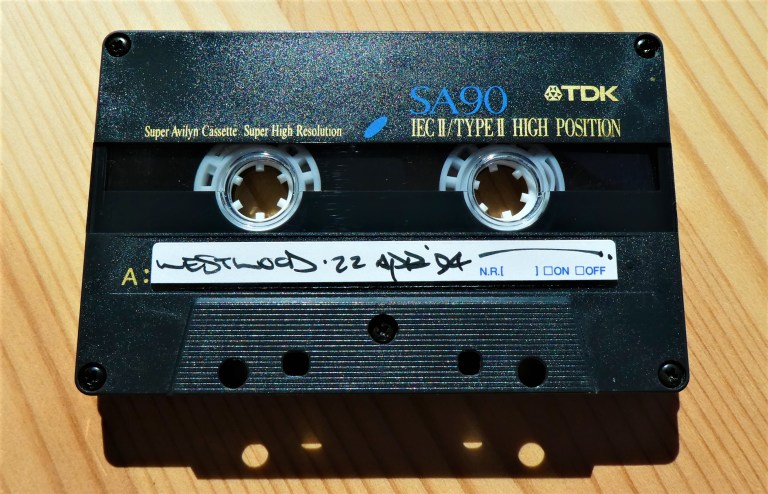 SA90 TDK
Super Avilyn Cassette Super High Resolution IEC II/TYPE II HIGH POSITION
A: WESTWOOD · 22 APR '94
N.R.[ ] □ON □OFF